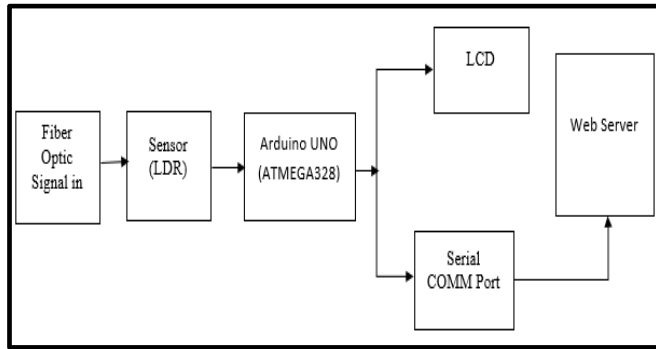 Fiber
Optic
Signal in
Sensor
(LDR)
Arduino UNO
(ATMEGA328)
LCD
Serial
COMM Port
Web Server